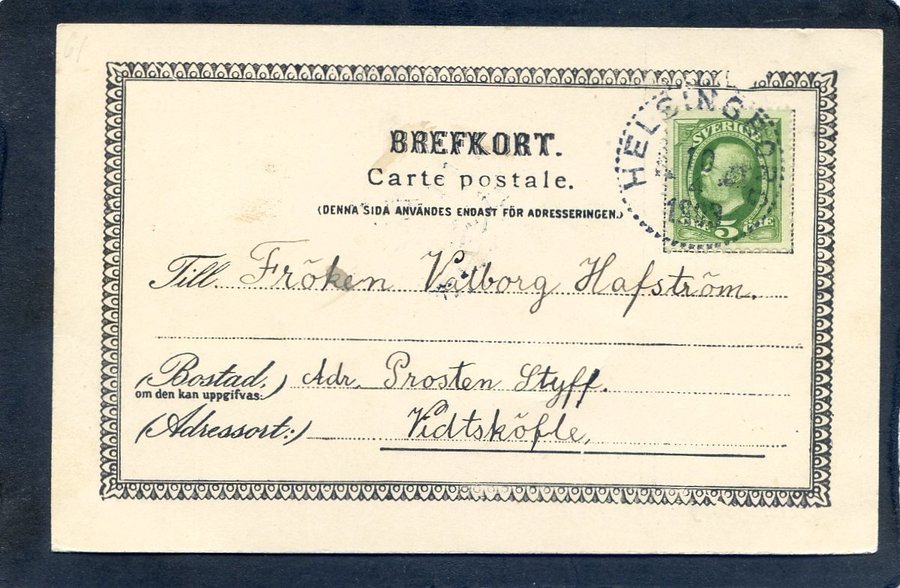 BREFKORT.
Carte postale.
(DENNA SIDA ANVÄNDES ENDAST FÖR ADRESSERINGEN.)
HELSINGBORG
SVERIGE
5
Till Fröken Valborg Hafström.
(Bostad.) Adr. Prosten Styff.
om den kan uppgifvas:
(Adressort:) Vidtsköfle.